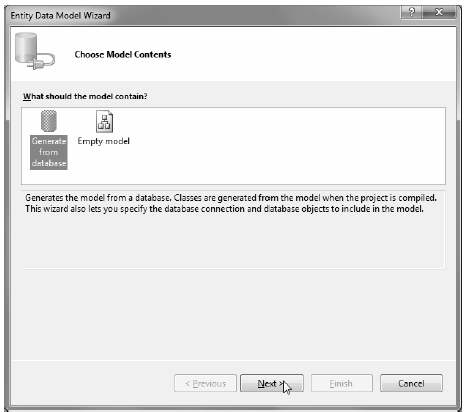 Entity Data Model Wizard
?
Choose Model Contents
What should the model contain?
Generate
from
database
Empty model
Generates the model from a database. Classes are generated from the model when the project is compiled.
This wizard also lets you specify the database connection and database objects to include in the model.
< Previous
Next >
Finish
Cancel